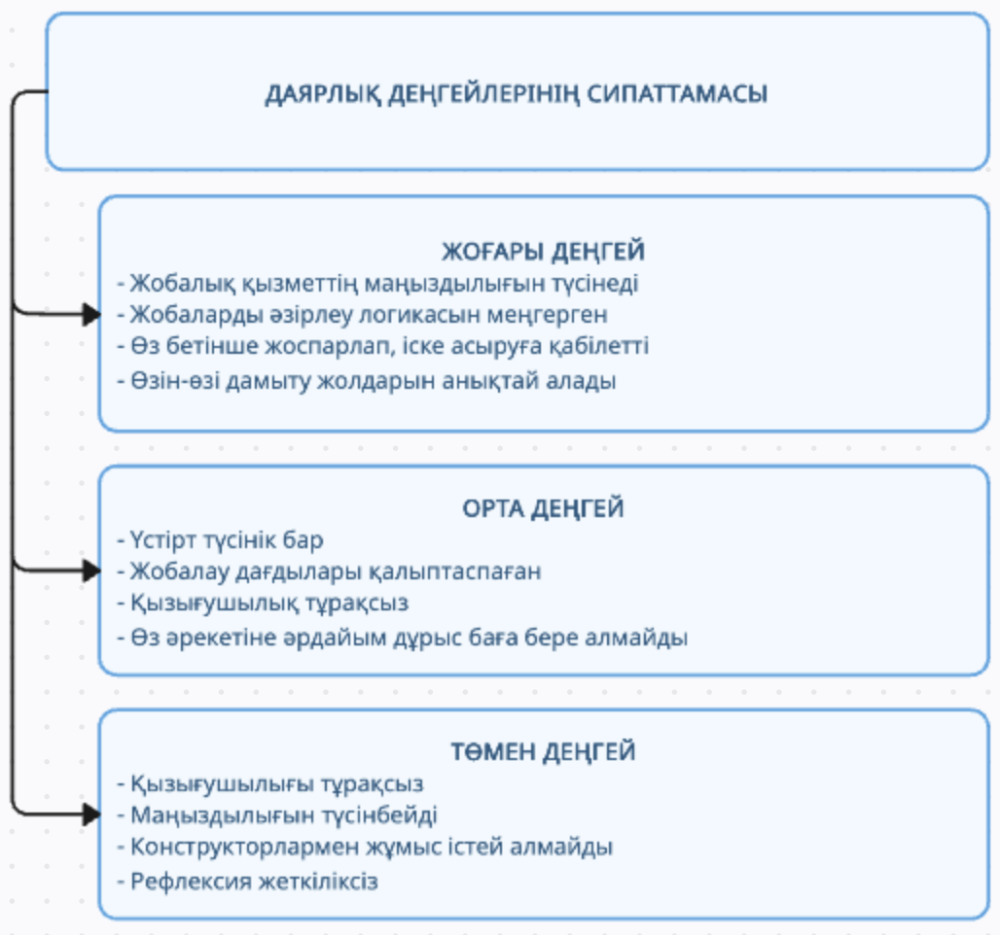 ДАЯРЛЫҚ ДЕҢГЕЙЛЕРІНІҢ СИПАТТАМАСЫ
ЖОҒАРЫ ДЕҢГЕЙ
- Жобалық қызметтің маңыздылығын түсінеді
- Жобаларды әзірлеу логикасын меңгерген
- Өз бетінше жоспарлап, іске асыруға қабілетті
- Өзін-өзі дамыту жолдарын анықтай алады
ОРТА ДЕҢГЕЙ
- Үстірт түсінік бар
- Жобалау дағдылары қалыптаспаған
- Қызығушылық тұрақсыз
- Өз әрекетіне әрдайым дұрыс баға бере алмайды
ТӨМЕН ДЕҢГЕЙ
- Қызығушылығы тұрақсыз
- Маңыздылығын түсінбейді
- Конструкторлармен жұмыс істей алмайды
- Рефлексия жеткіліксіз